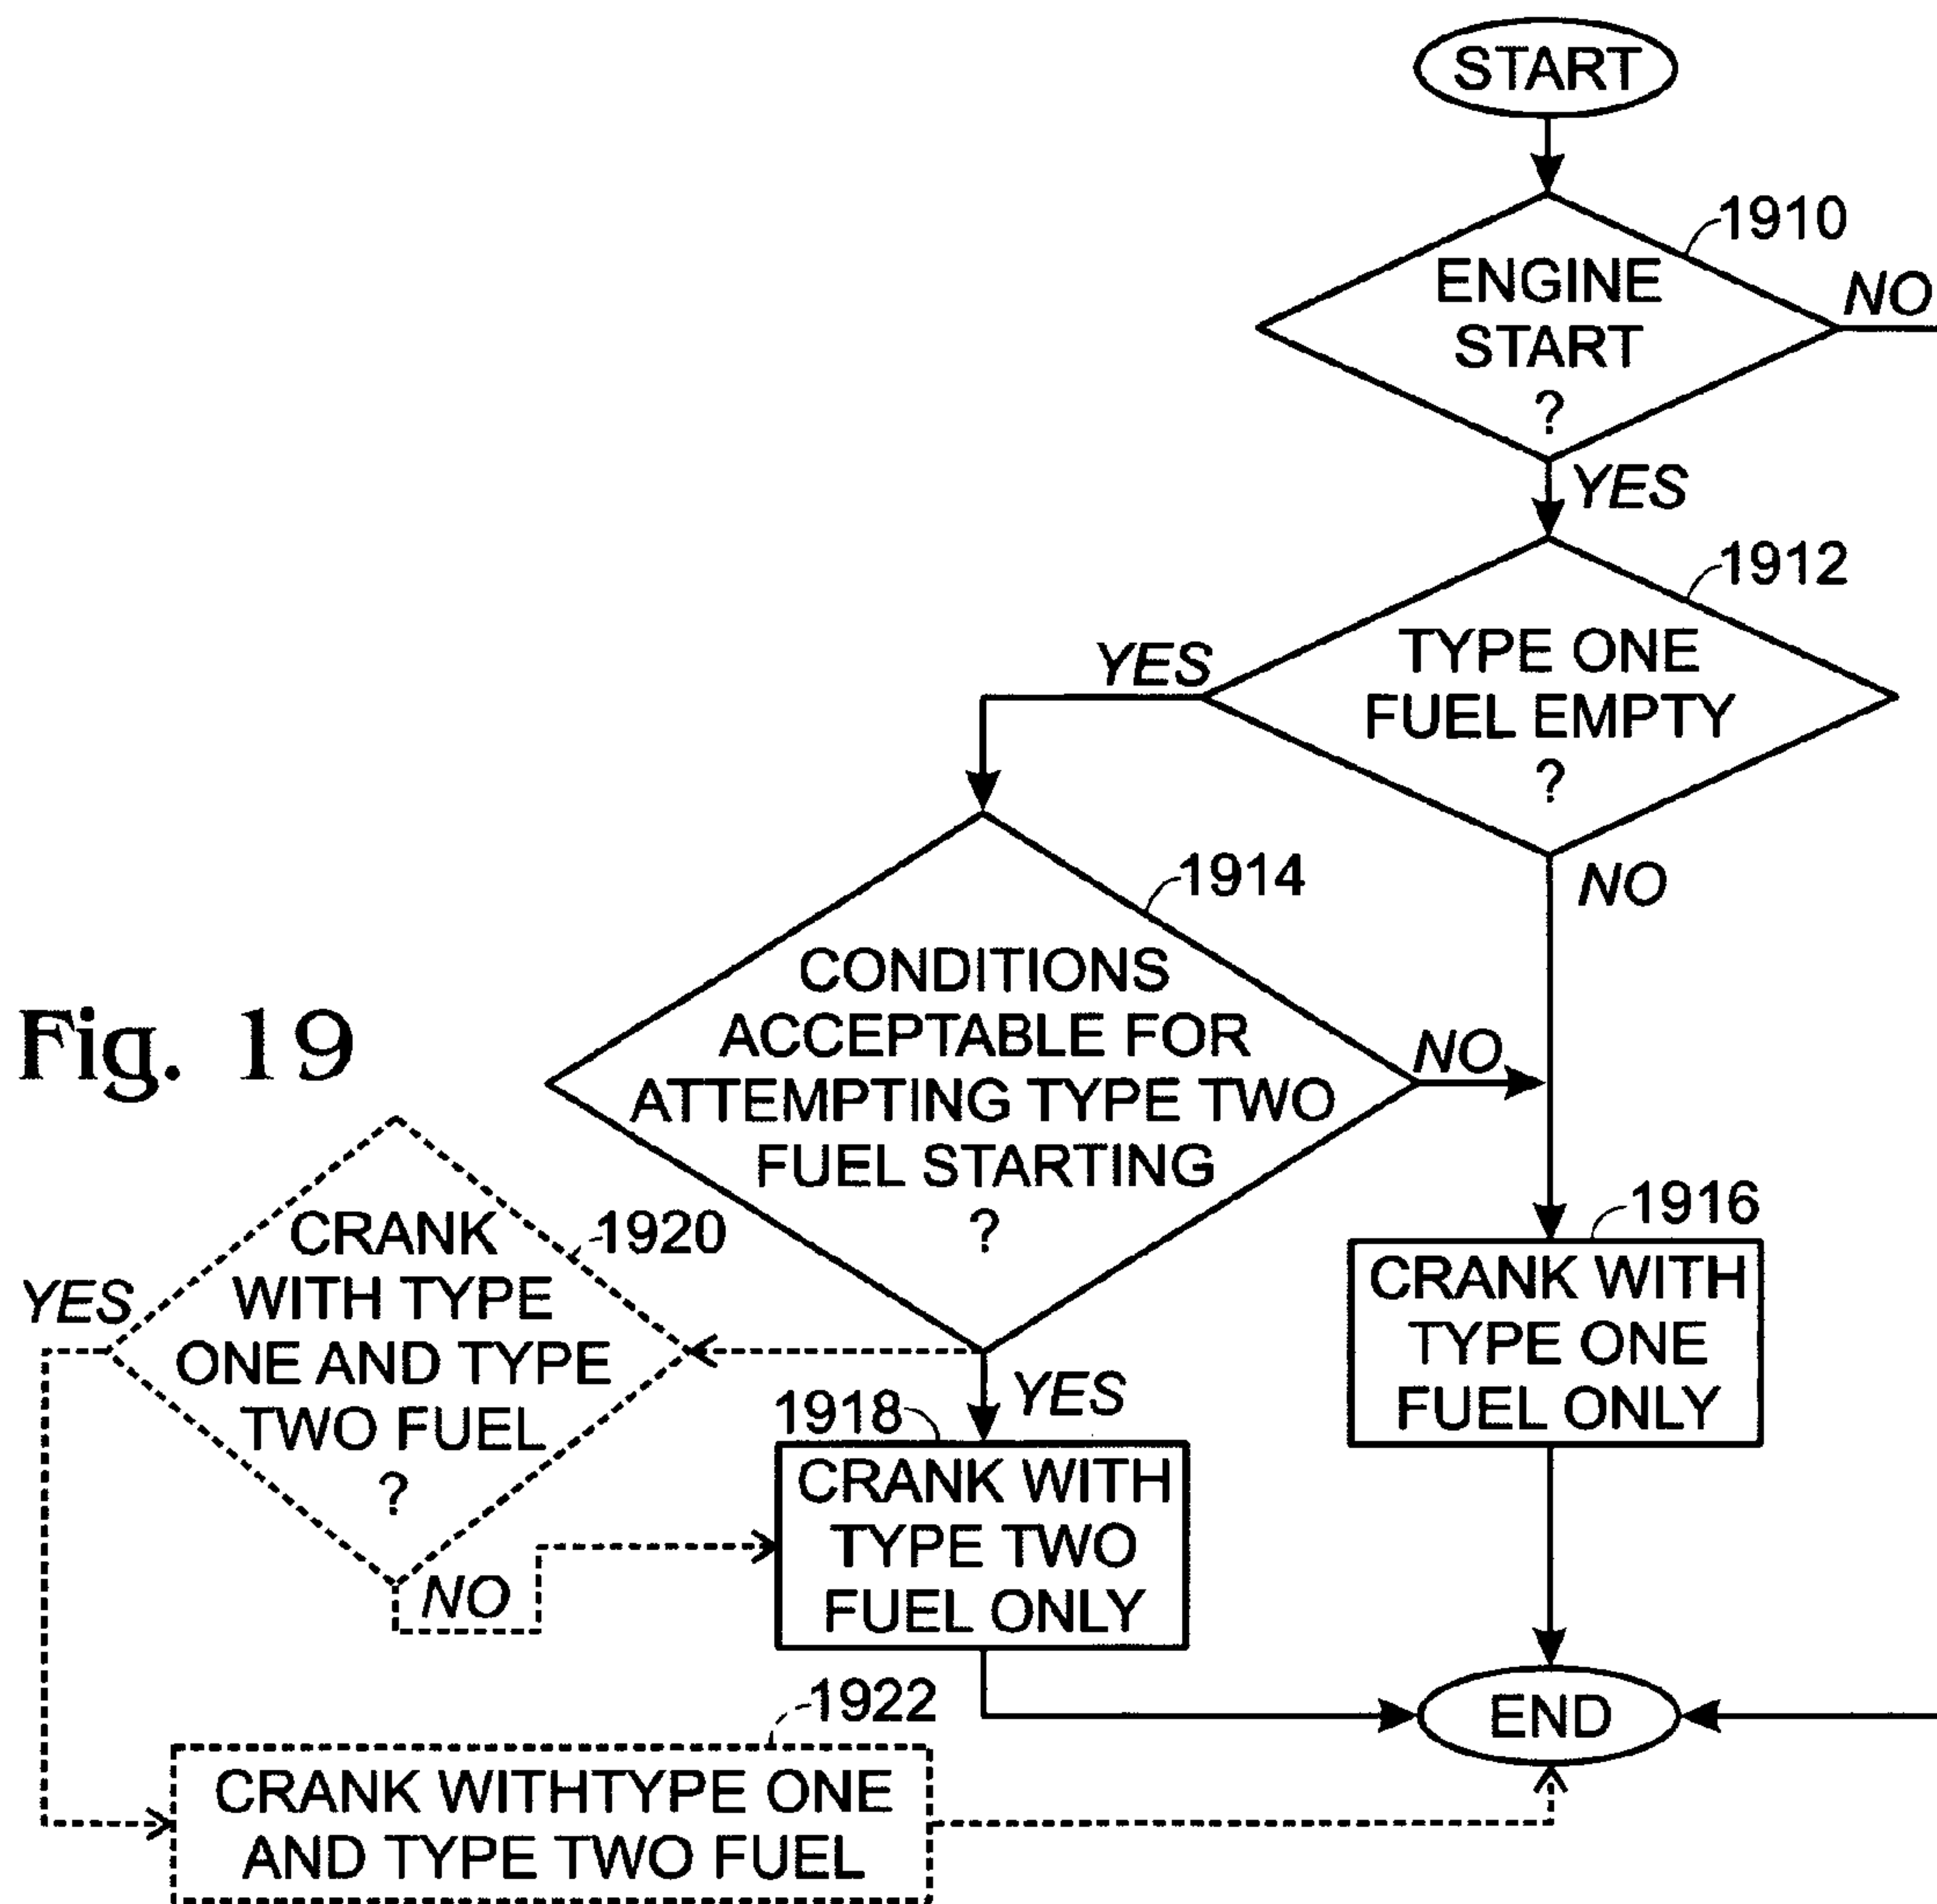 START
1910
ENGINE
START
?
NO
YES
1912
TYPE ONE
FUEL EMPTY
?
YES
NO
1914
CONDITIONS
ACCEPTABLE FOR
ATTEMPTING TYPE TWO
FUEL STARTING
?
NO
YES
Fig. 19
1920
CRANK
WITH TYPE
ONE AND TYPE
TWO FUEL
?
YES
NO
1916
CRANK WITH
TYPE ONE
FUEL ONLY
1918
CRANK WITH
TYPE TWO
FUEL ONLY
1922
CRANK WITHTYPE ONE
AND TYPE TWO FUEL
END